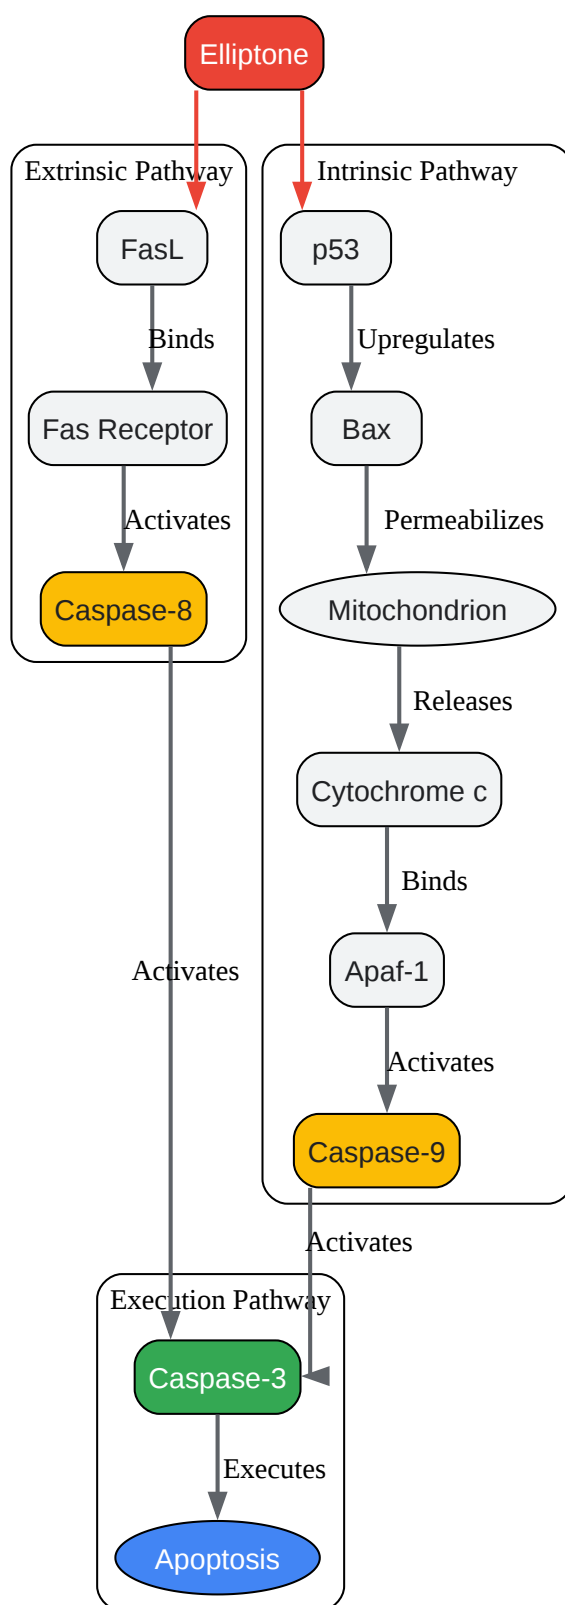 Elliptone
Extrinsic Pathway
FasL
Binds
Fas Receptor
Activates
Caspase-8
Activates
Intrinsic Pathway
p53
Upregulates
Bax
Permeabilizes
Mitochondrion
Releases
Cytochrome c
Binds
Apaf-1
Activates
Caspase-9
Activates
Execution Pathway
Caspase-3
Executes
Apoptosis